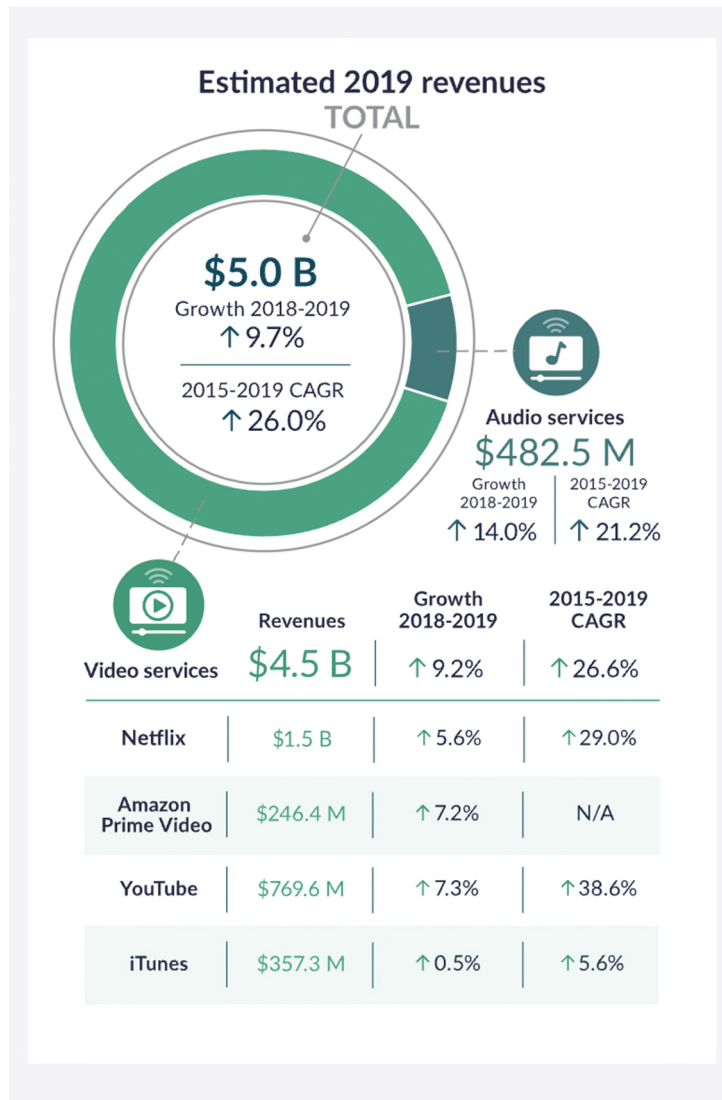 Estimated 2019 revenues
TOTAL
$5.0 B
Growth 2018-2019
↑ 9.7%
2015-2019 CAGR
↑ 26.0%
Audio services
$482.5 M
Growth
2018-2019
↑ 14.0%
2015-2019
CAGR
↑ 21.2%
Video services
Revenues
$4.5 B
Growth
2018-2019
↑ 9.2%
2015-2019
CAGR
↑ 26.6%
Netflix
$1.5 B
↑ 5.6%
↑ 29.0%
Amazon
Prime Video
$246.4 M
↑ 7.2%
N/A
YouTube
$769.6 M
↑ 7.3%
↑ 38.6%
iTunes
$357.3 M
↑ 0.5%
↑ 5.6%